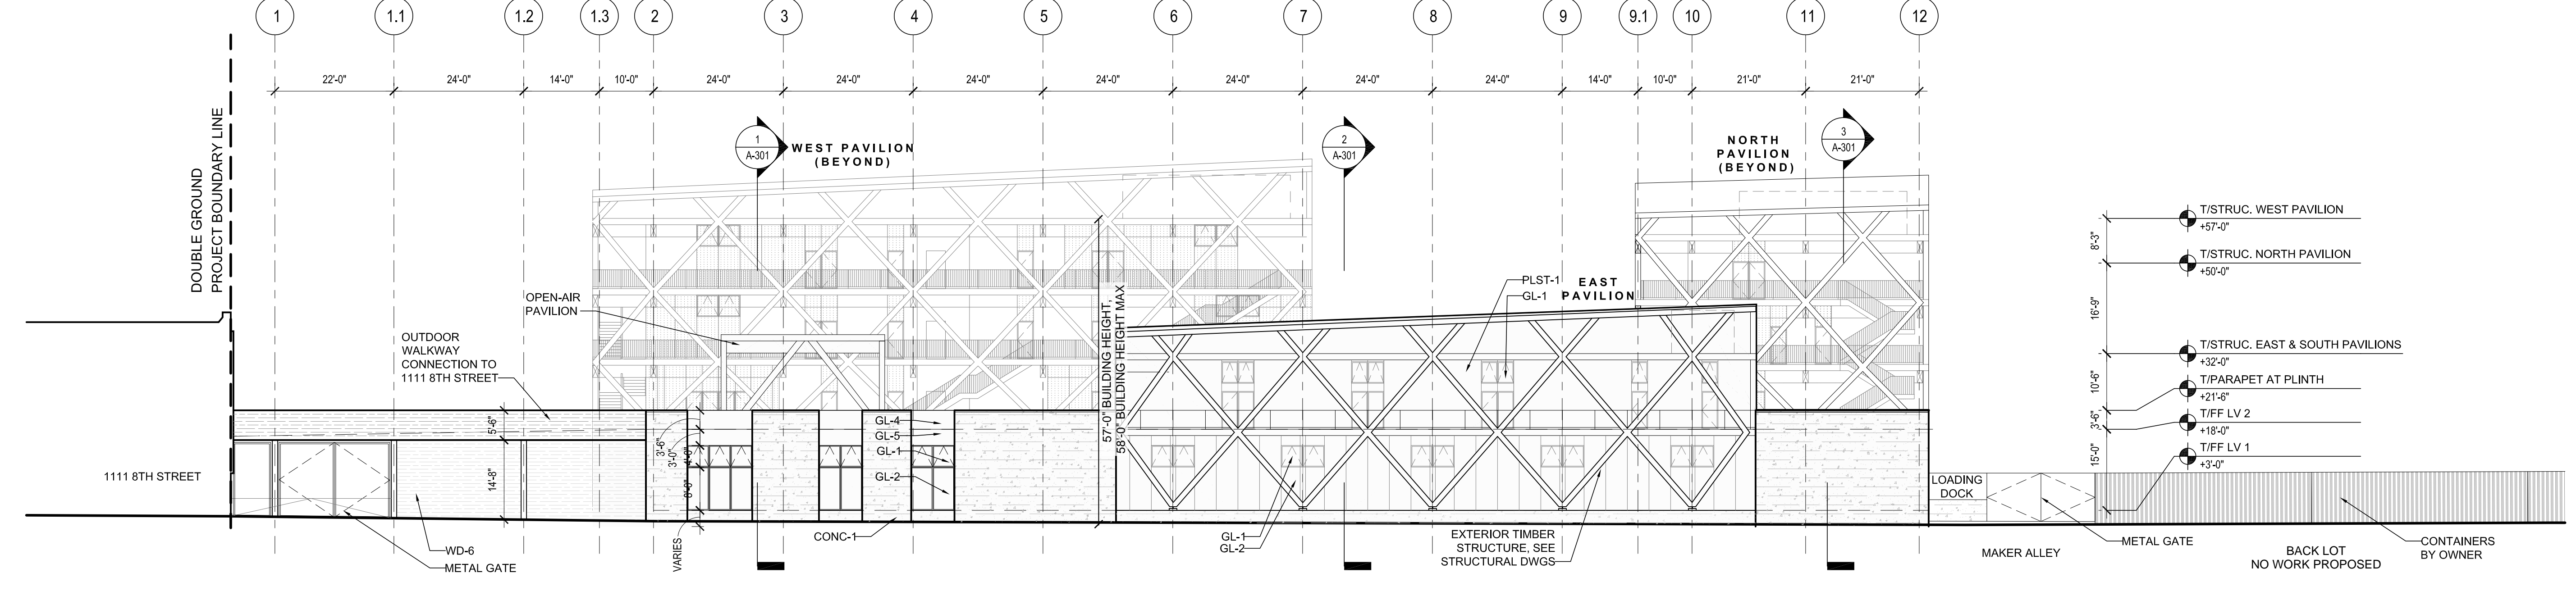 1 1.1 1.2 1.3 2 3 4 5 6 7 8 9 9.1 10 11 12
22'-0" 24'-0" 14'-0" 10'-0" 24'-0" 24'-0" 24'-0" 24'-0" 24'-0" 24'-0" 24'-0" 14'-0" 10'-0" 21'-0" 21'-0"
DOUBLE GROUND
PROJECT BOUNDARY LINE
1
A-301
WEST PAVILION
(BEYOND)
2
A-301
NORTH
PAVILION
(BEYOND)
3
A-301
OPEN-AIR
PAVILION
OUTDOOR
WALKWAY
CONNECTION TO
1111 8TH STREET
57'-0" BUILDING HEIGHT,
58'-0" BUILDING HEIGHT MAX
PLST-1
GL-1
EAST
PAVILION
T/STRUC. WEST PAVILION
+57'-0"
8'-3"
T/STRUC. NORTH PAVILION
+50'-0"
16'-9"
T/STRUC. EAST & SOUTH PAVILIONS
+32'-0"
10'-6"
T/PARAPET AT PLINTH
+21'-6"
3'-6"
T/FF LV 2
+18'-0"
15'-0"
T/FF LV 1
+3'-0"
5'-6"
14'-8"
3'-6"
3'-0"
4'-0"
6'-0"
VARIES
GL-4
GL-5
GL-1
GL-2
1111 8TH STREET
WD-6
METAL GATE
CONC-1
GL-1
GL-2
EXTERIOR TIMBER
STRUCTURE, SEE
STRUCTURAL DWGS
LOADING
DOCK
MAKER ALLEY
METAL GATE
BACK LOT
NO WORK PROPOSED
CONTAINERS
BY OWNER